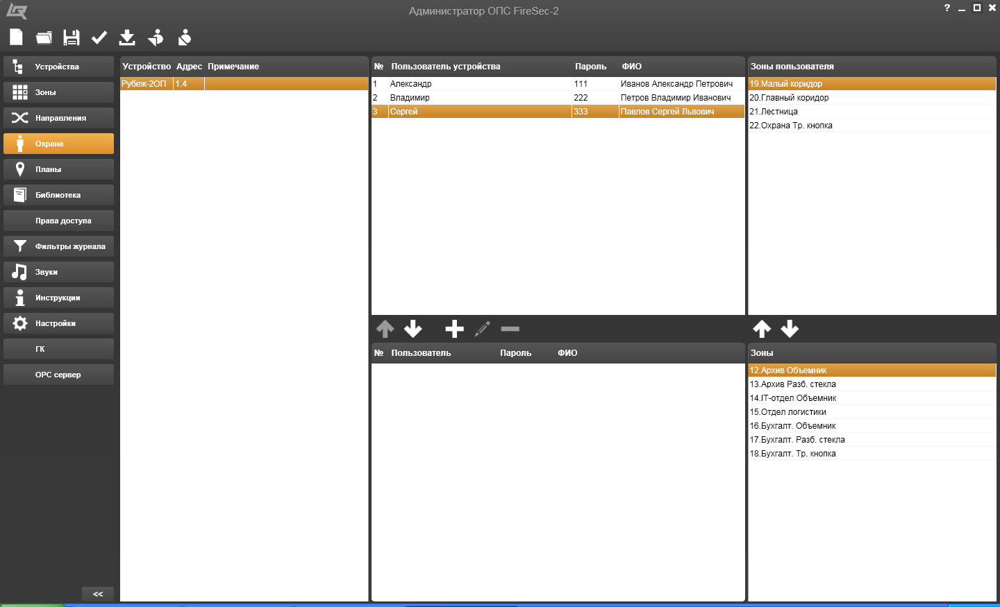 Администратор ОПС FireSec-2
?
Устройства
Зоны
Направления
Охрана
Планы
Библиотека
Права доступа
Фильтры журнала
Звуки
Инструкции
Настройки
ГК
OPC сервер
<<
Устройство Адрес Примечание
Рубеж-2ОП 1.4
№ Пользователь устройства Пароль ФИО
1 Александр 111 Иванов Александр Петрович
2 Владимир 222 Петров Владимир Иванович
3 Сергей 333 Павлов Сергей Львович
Зоны пользователя
19.Малый коридор
20.Главный коридор
21.Лестница
22.Охрана Тр. кнопка
№ Пользователь Пароль ФИО
Зоны
12.Архив Объемник
13.Архив Разб. стекла
14.IT-отдел Объемник
15.Отдел логистики
16.Бухгалт. Объемник
17.Бухгалт. Разб. стекла
18.Бухгалт. Тр. кнопка